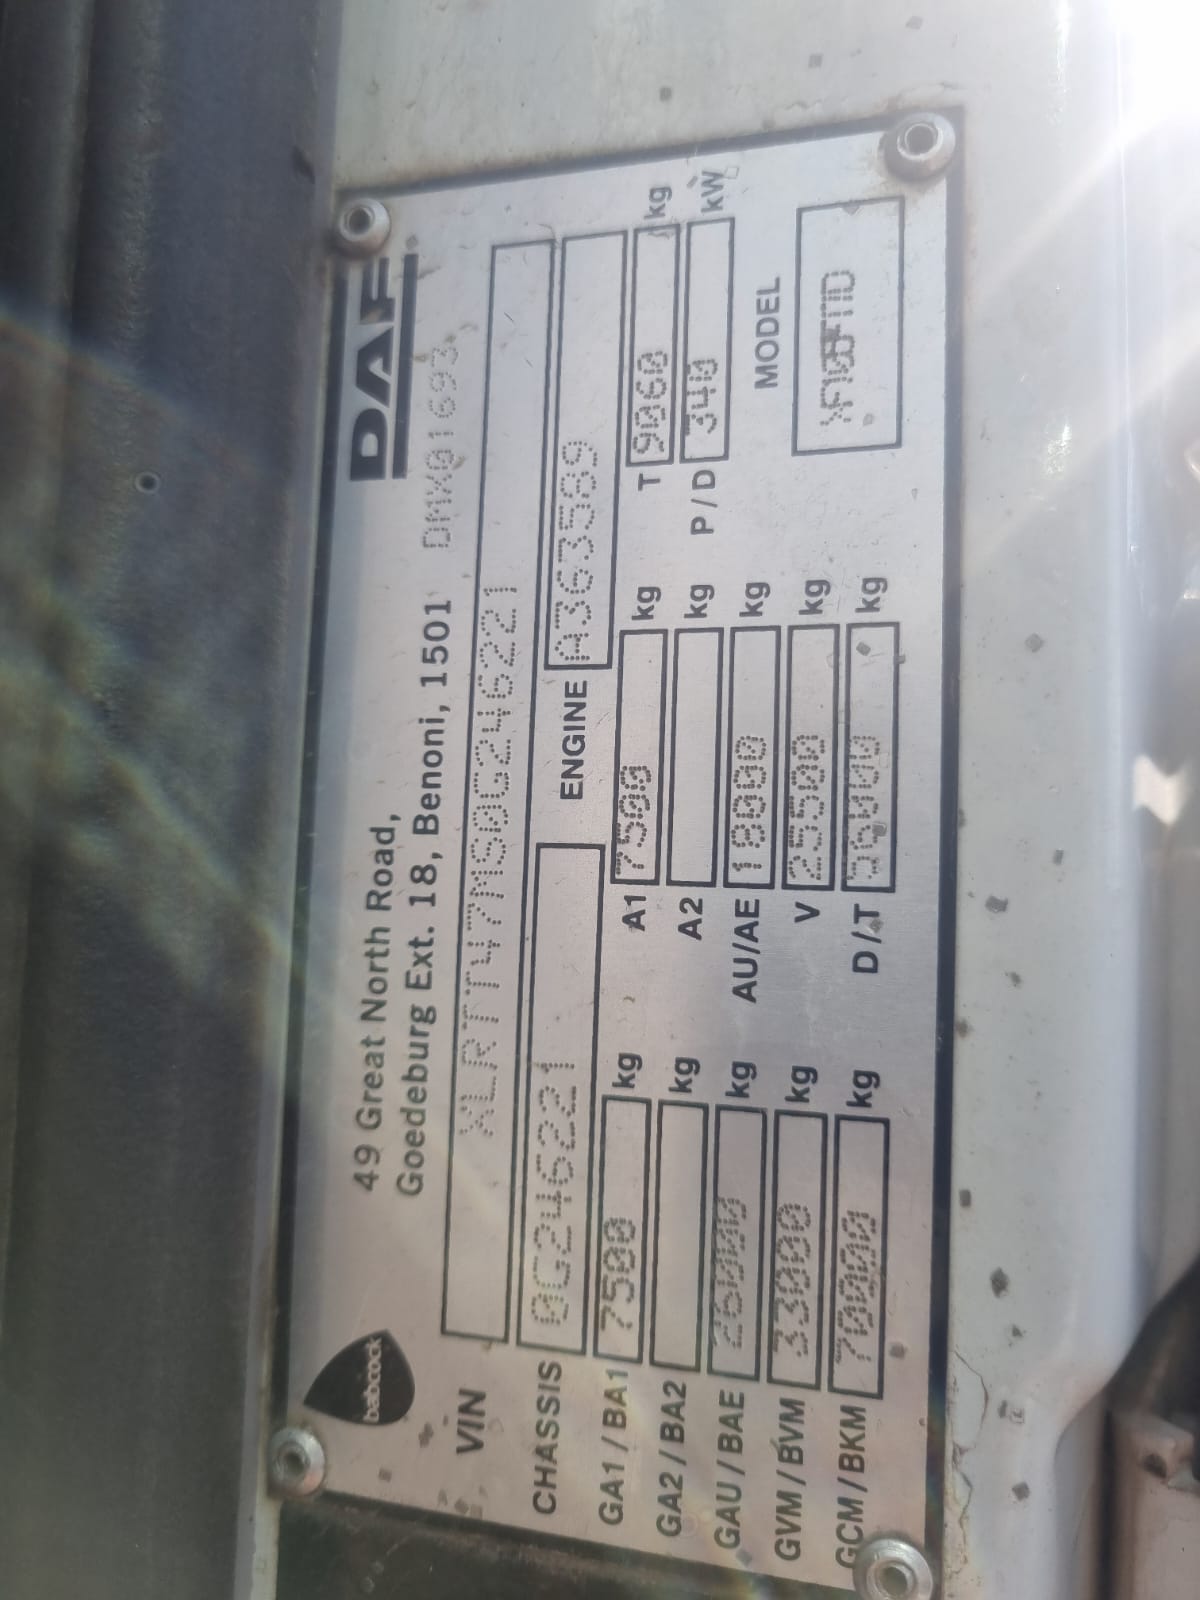 babcock
49 Great North Road,
Goedeburg Ext. 18, Benoni, 1501 DMX01693
DAF
VIN XLRTT47MS0G246221
CHASSIS 0G246221 ENGINE A363589
GA1/BA1 7500 kg A1 7500 kg T 9060 kg
GA2/BA2 kg A2 kg P/D 340 kW
GAU/BAE 26000 kg AU/AE 18000 kg
GVM/BVM 33000 kg V 25500 kg MODEL
GCM/BKM 70000 kg D/T kg